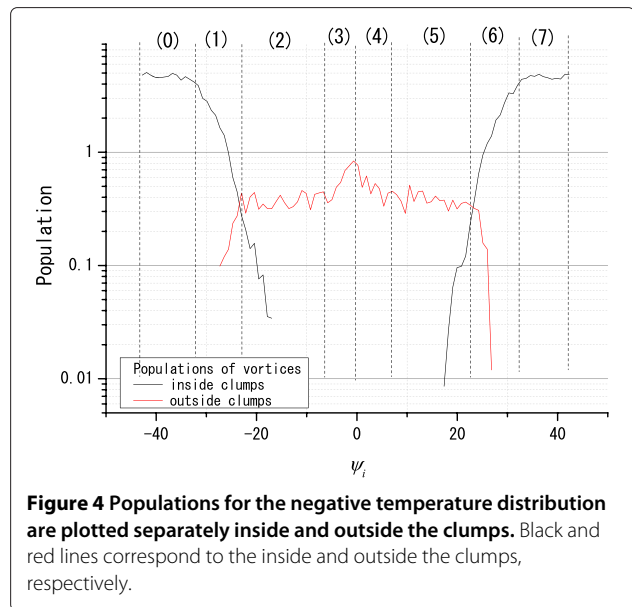 (0) (1) (2) (3) (4) (5) (6) (7)
10
1
0.1
0.01
Population
Populations of vortices
inside clumps
outside clumps
-40 -20 0 20 40
ψi
Figure 4 Populations for the negative temperature distribution
are plotted separately inside and outside the clumps. Black and
red lines correspond to the inside and outside the clumps,
respectively.